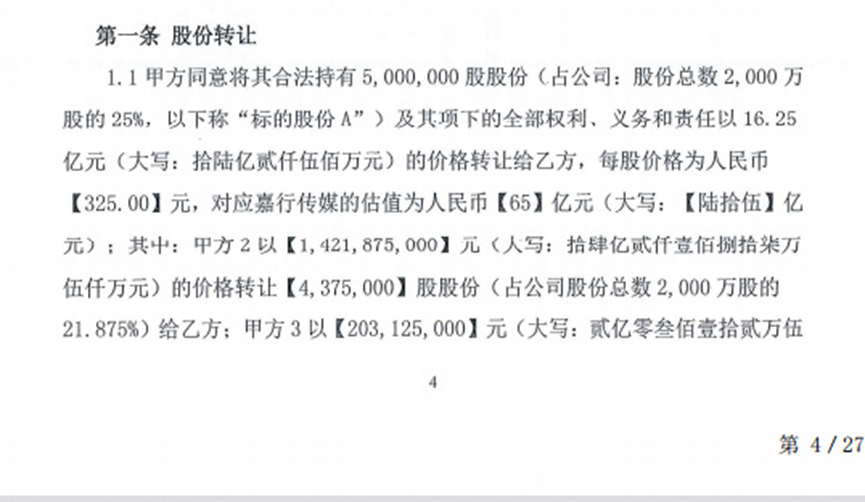 第一条 股份转让
1.1 甲方同意将其合法持有 5,000,000 股股份（占公司：股份总数 2,000 万
股的 25%，以下称“标的股份 A”）及其项下的全部权利、义务和责任以 16.25
亿元（大写：拾陆亿贰仟伍佰万元）的价格转让给乙方，每股价格为人民币
【325.00】元，对应嘉行传媒的估值为人民币【65】亿元（大写：【陆拾伍】亿
元）；其中：甲方 2 以【1,421,875,000】元（大写：拾肆亿贰仟壹佰捌拾柒万
伍仟万元）的价格转让【4,375,000】股股份（占公司股份总数 2,000 万股的
21.875%）给乙方；甲方 3 以【203,125,000】元（大写：贰亿零叁佰壹拾贰万伍
4
第 4 / 27